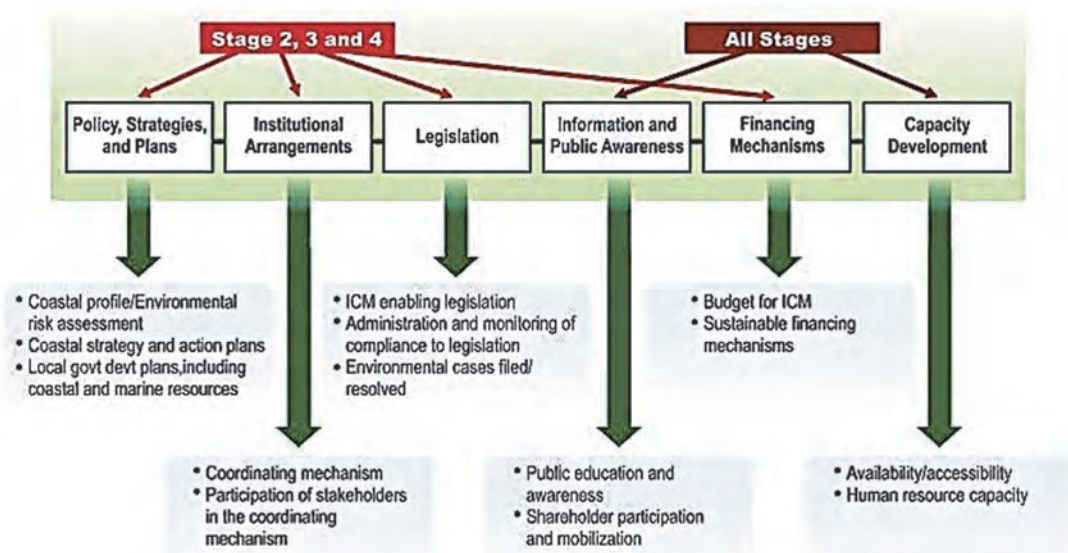 Stage 2, 3 and 4
All Stages
Policy, Strategies,
and Plans
Institutional
Arrangements
Legislation
Information and
Public Awareness
Financing
Mechanisms
Capacity
Development
• Coastal profile/Environmental
risk assessment
• Coastal strategy and action plans
• Local govt devt plans,including
coastal and marine resources
• ICM enabling legislation
• Administration and monitoring of
compliance to legislation
• Environmental cases filed/
resolved
• Budget for ICM
• Sustainable financing
mechanisms
• Coordinating mechanism
• Participation of stakeholders
in the coordinating
mechanism
• Public education and
awareness
• Shareholder participation
and mobilization
• Availability/accessibility
• Human resource capacity